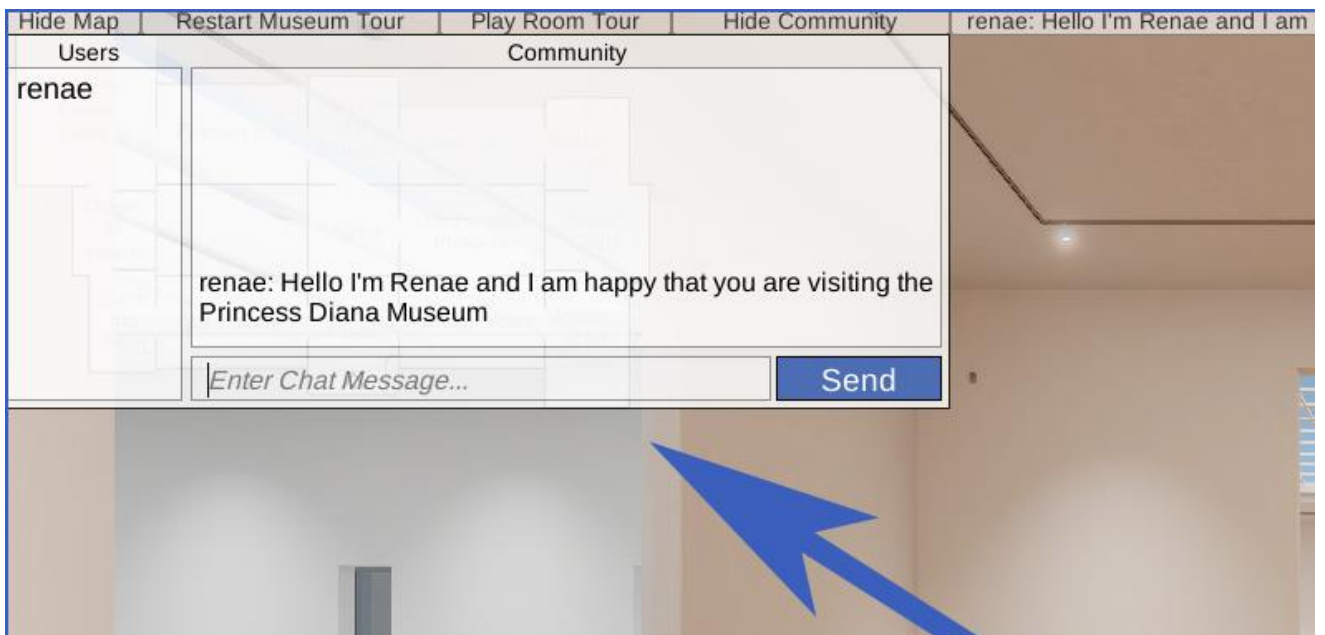 Hide Map | Restart Museum Tour | Play Room Tour | Hide Community | renae: Hello I'm Renae and I am
Users
Community
renae
renae: Hello I'm Renae and I am happy that you are visiting the
Princess Diana Museum
Enter Chat Message...
Send